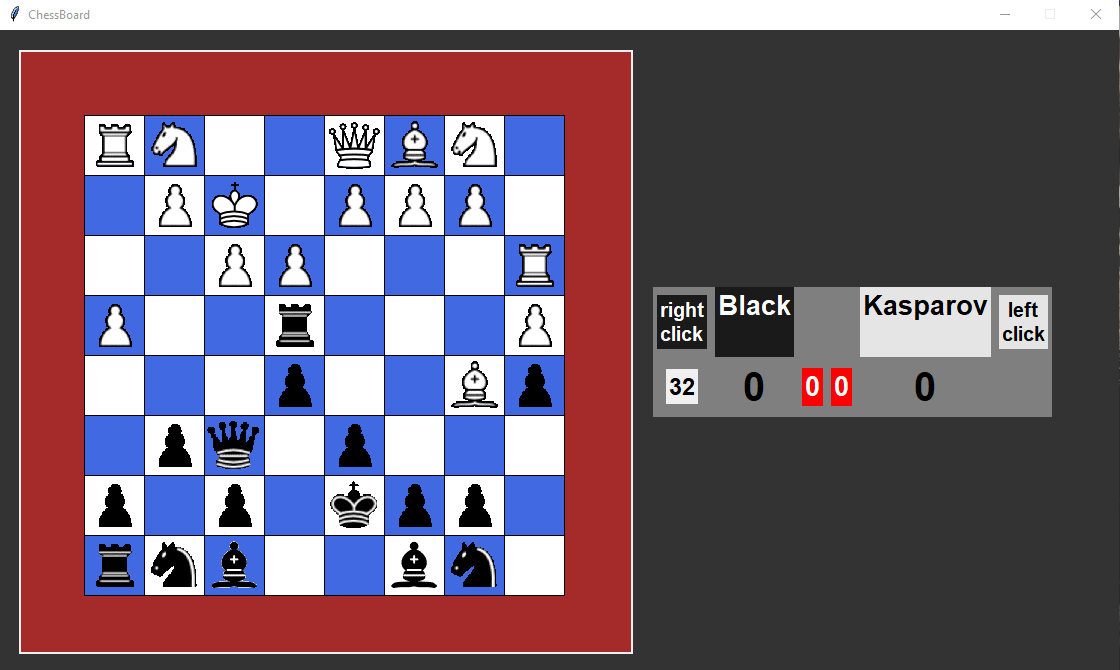 ChessBoard
right
click
Black
Kasparov
left
click
32
0
0
0
0